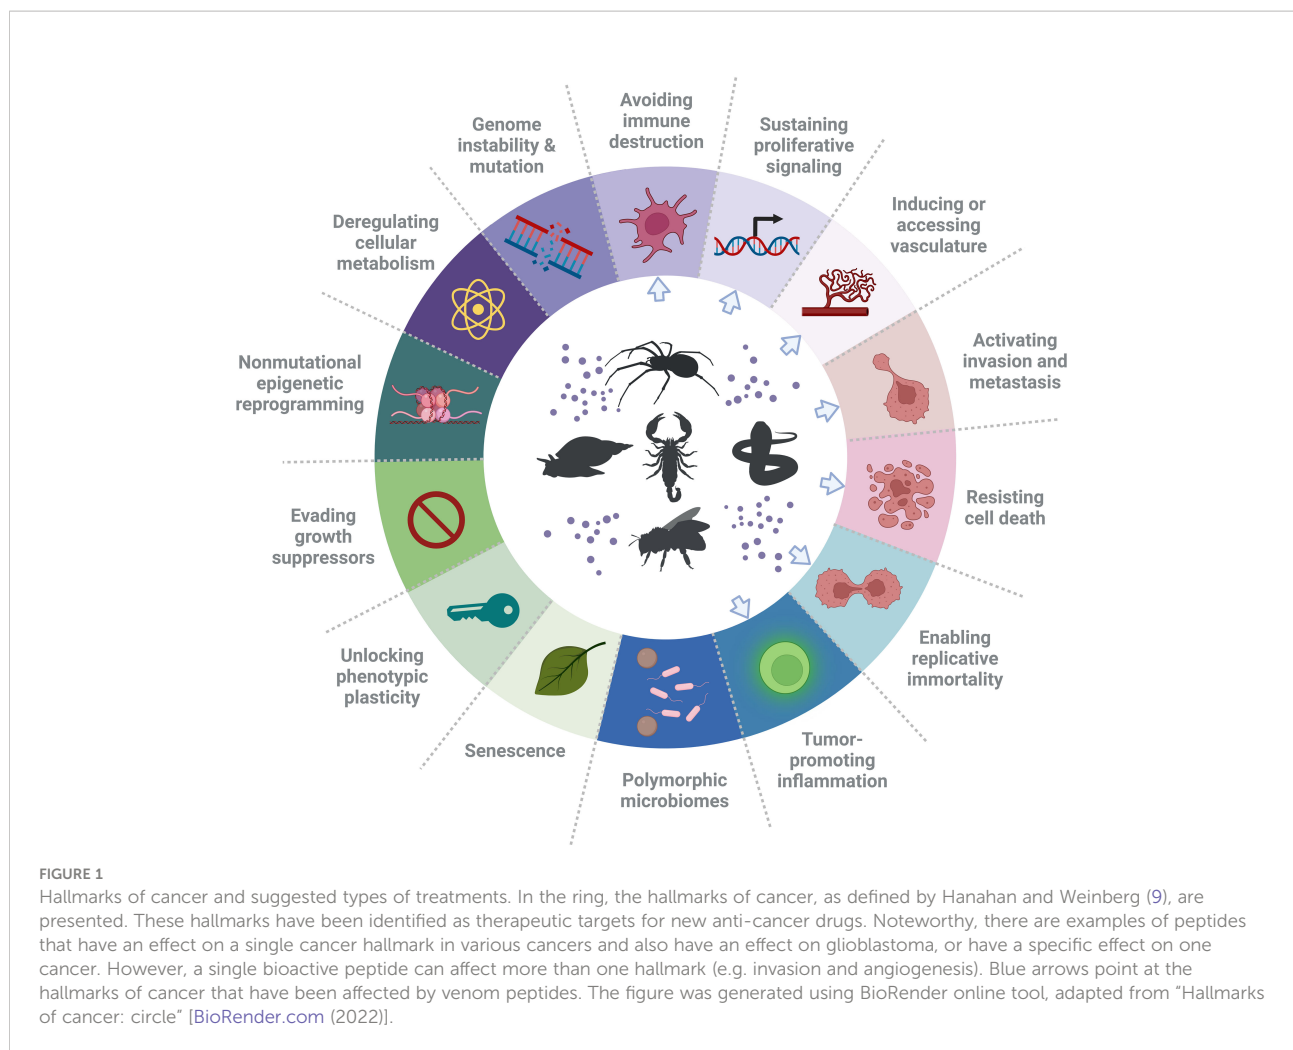 Avoiding
immune
destruction
Sustaining
proliferative
signaling
Inducing or
accessing
vasculature
Activating
invasion and
metastasis
Resisting
cell death
Enabling
replicative
immortality
Tumor-
promoting
inflammation
Polymorphic
microbiomes
Senescence
Unlocking
phenotypic
plasticity
Evading
growth
suppressors
Nonmutational
epigenetic
reprogramming
Deregulating
cellular
metabolism
Genome
instability &
mutation
FIGURE 1
Hallmarks of cancer and suggested types of treatments. In the ring, the hallmarks of cancer, as defined by Hanahan and Weinberg (9), are
presented. These hallmarks have been identified as therapeutic targets for new anti-cancer drugs. Noteworthy, there are examples of peptides
that have an effect on a single cancer hallmark in various cancers and also have an effect on glioblastoma, or have a specific effect on one
cancer. However, a single bioactive peptide can affect more than one hallmark (e.g. invasion and angiogenesis). Blue arrows point at the
hallmarks of cancer that have been affected by venom peptides. The figure was generated using BioRender online tool, adapted from “Hallmarks
of cancer: circle” [BioRender.com (2022)].